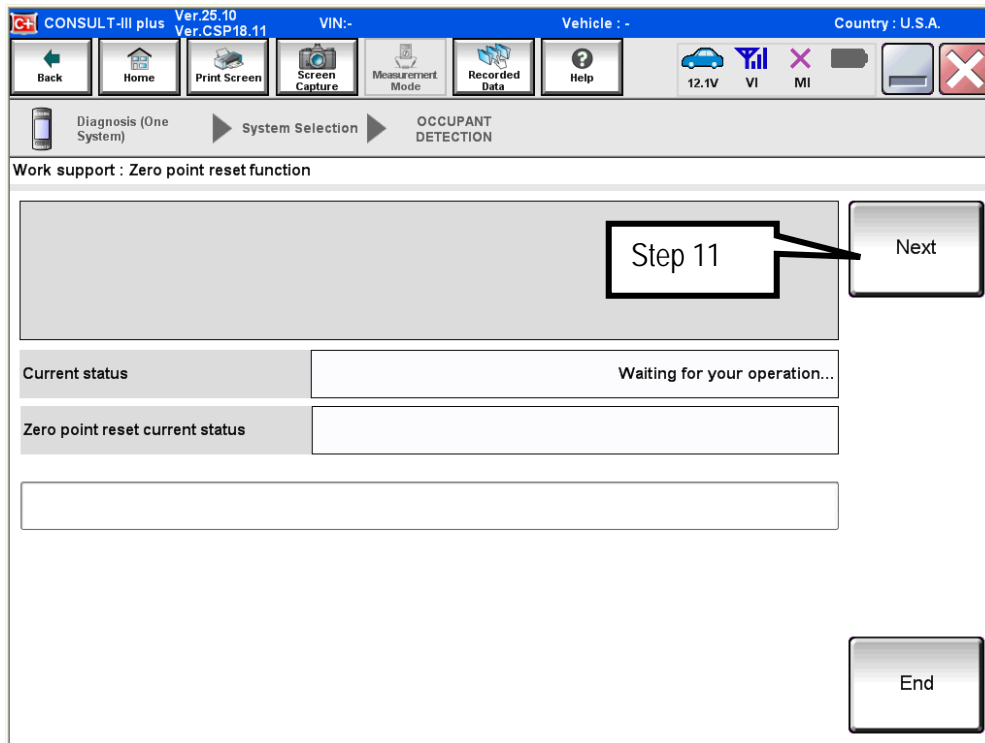 C+ CONSULT-III plus Ver.25.10 VIN:- Vehicle : - Country : U.S.A.
Ver.CSP18.11
Back Home Print Screen Screen Capture Measurement Mode Recorded Data Help 12.1V VI MI
Diagnosis (One System) System Selection OCCUPANT DETECTION
Work support : Zero point reset function
Step 11
Next
Current status Waiting for your operation...
Zero point reset current status
End